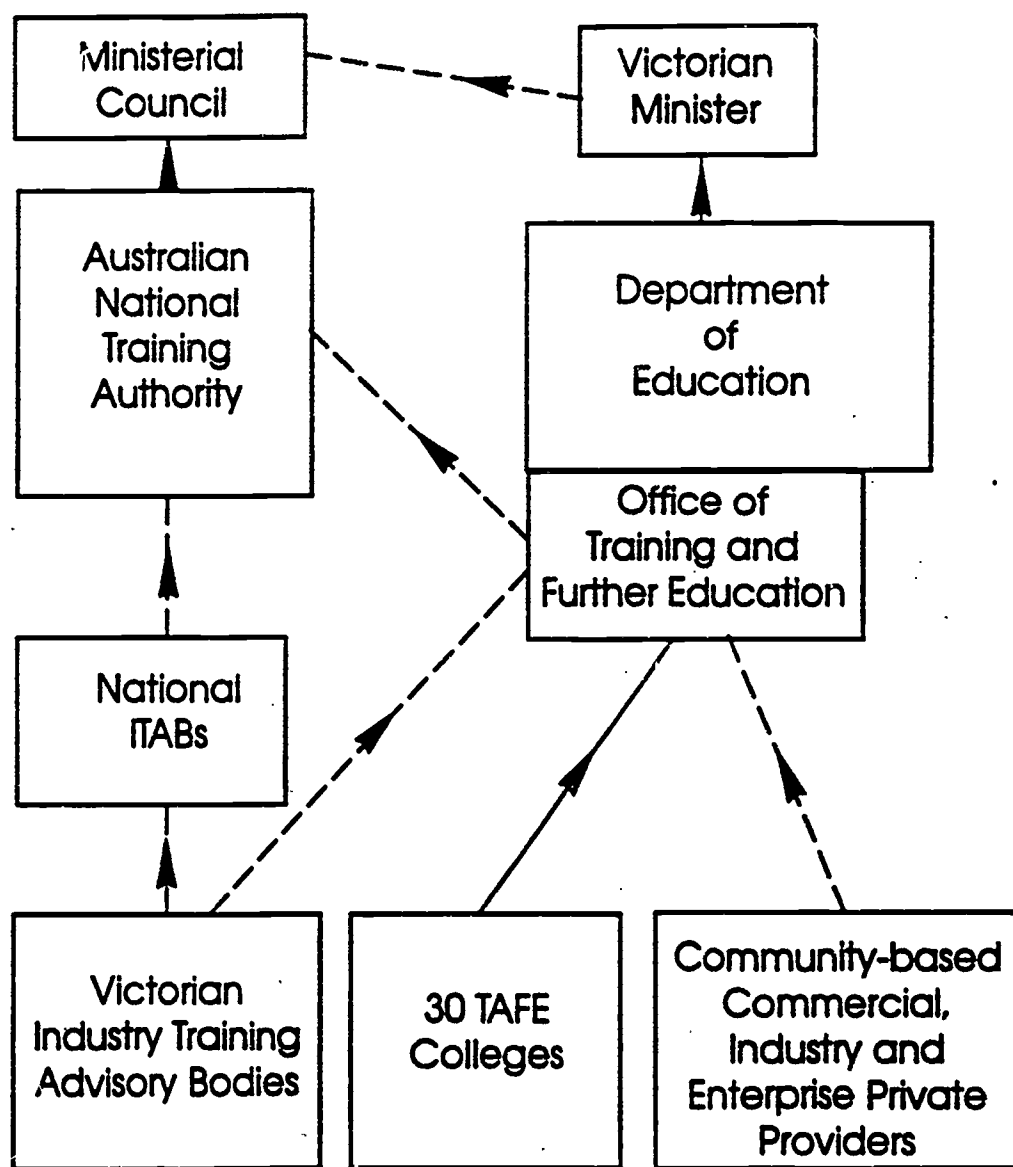 Ministerial
Council
Victorian
Minister
Australian
National
Training
Authority
Department
of
Education
Office of
Training and
Further Education
National
ITABs
Victorian
Industry Training
Advisory Bodies
30 TAFE
Colleges
Community-based
Commercial,
Industry and
Enterprise Private
Providers